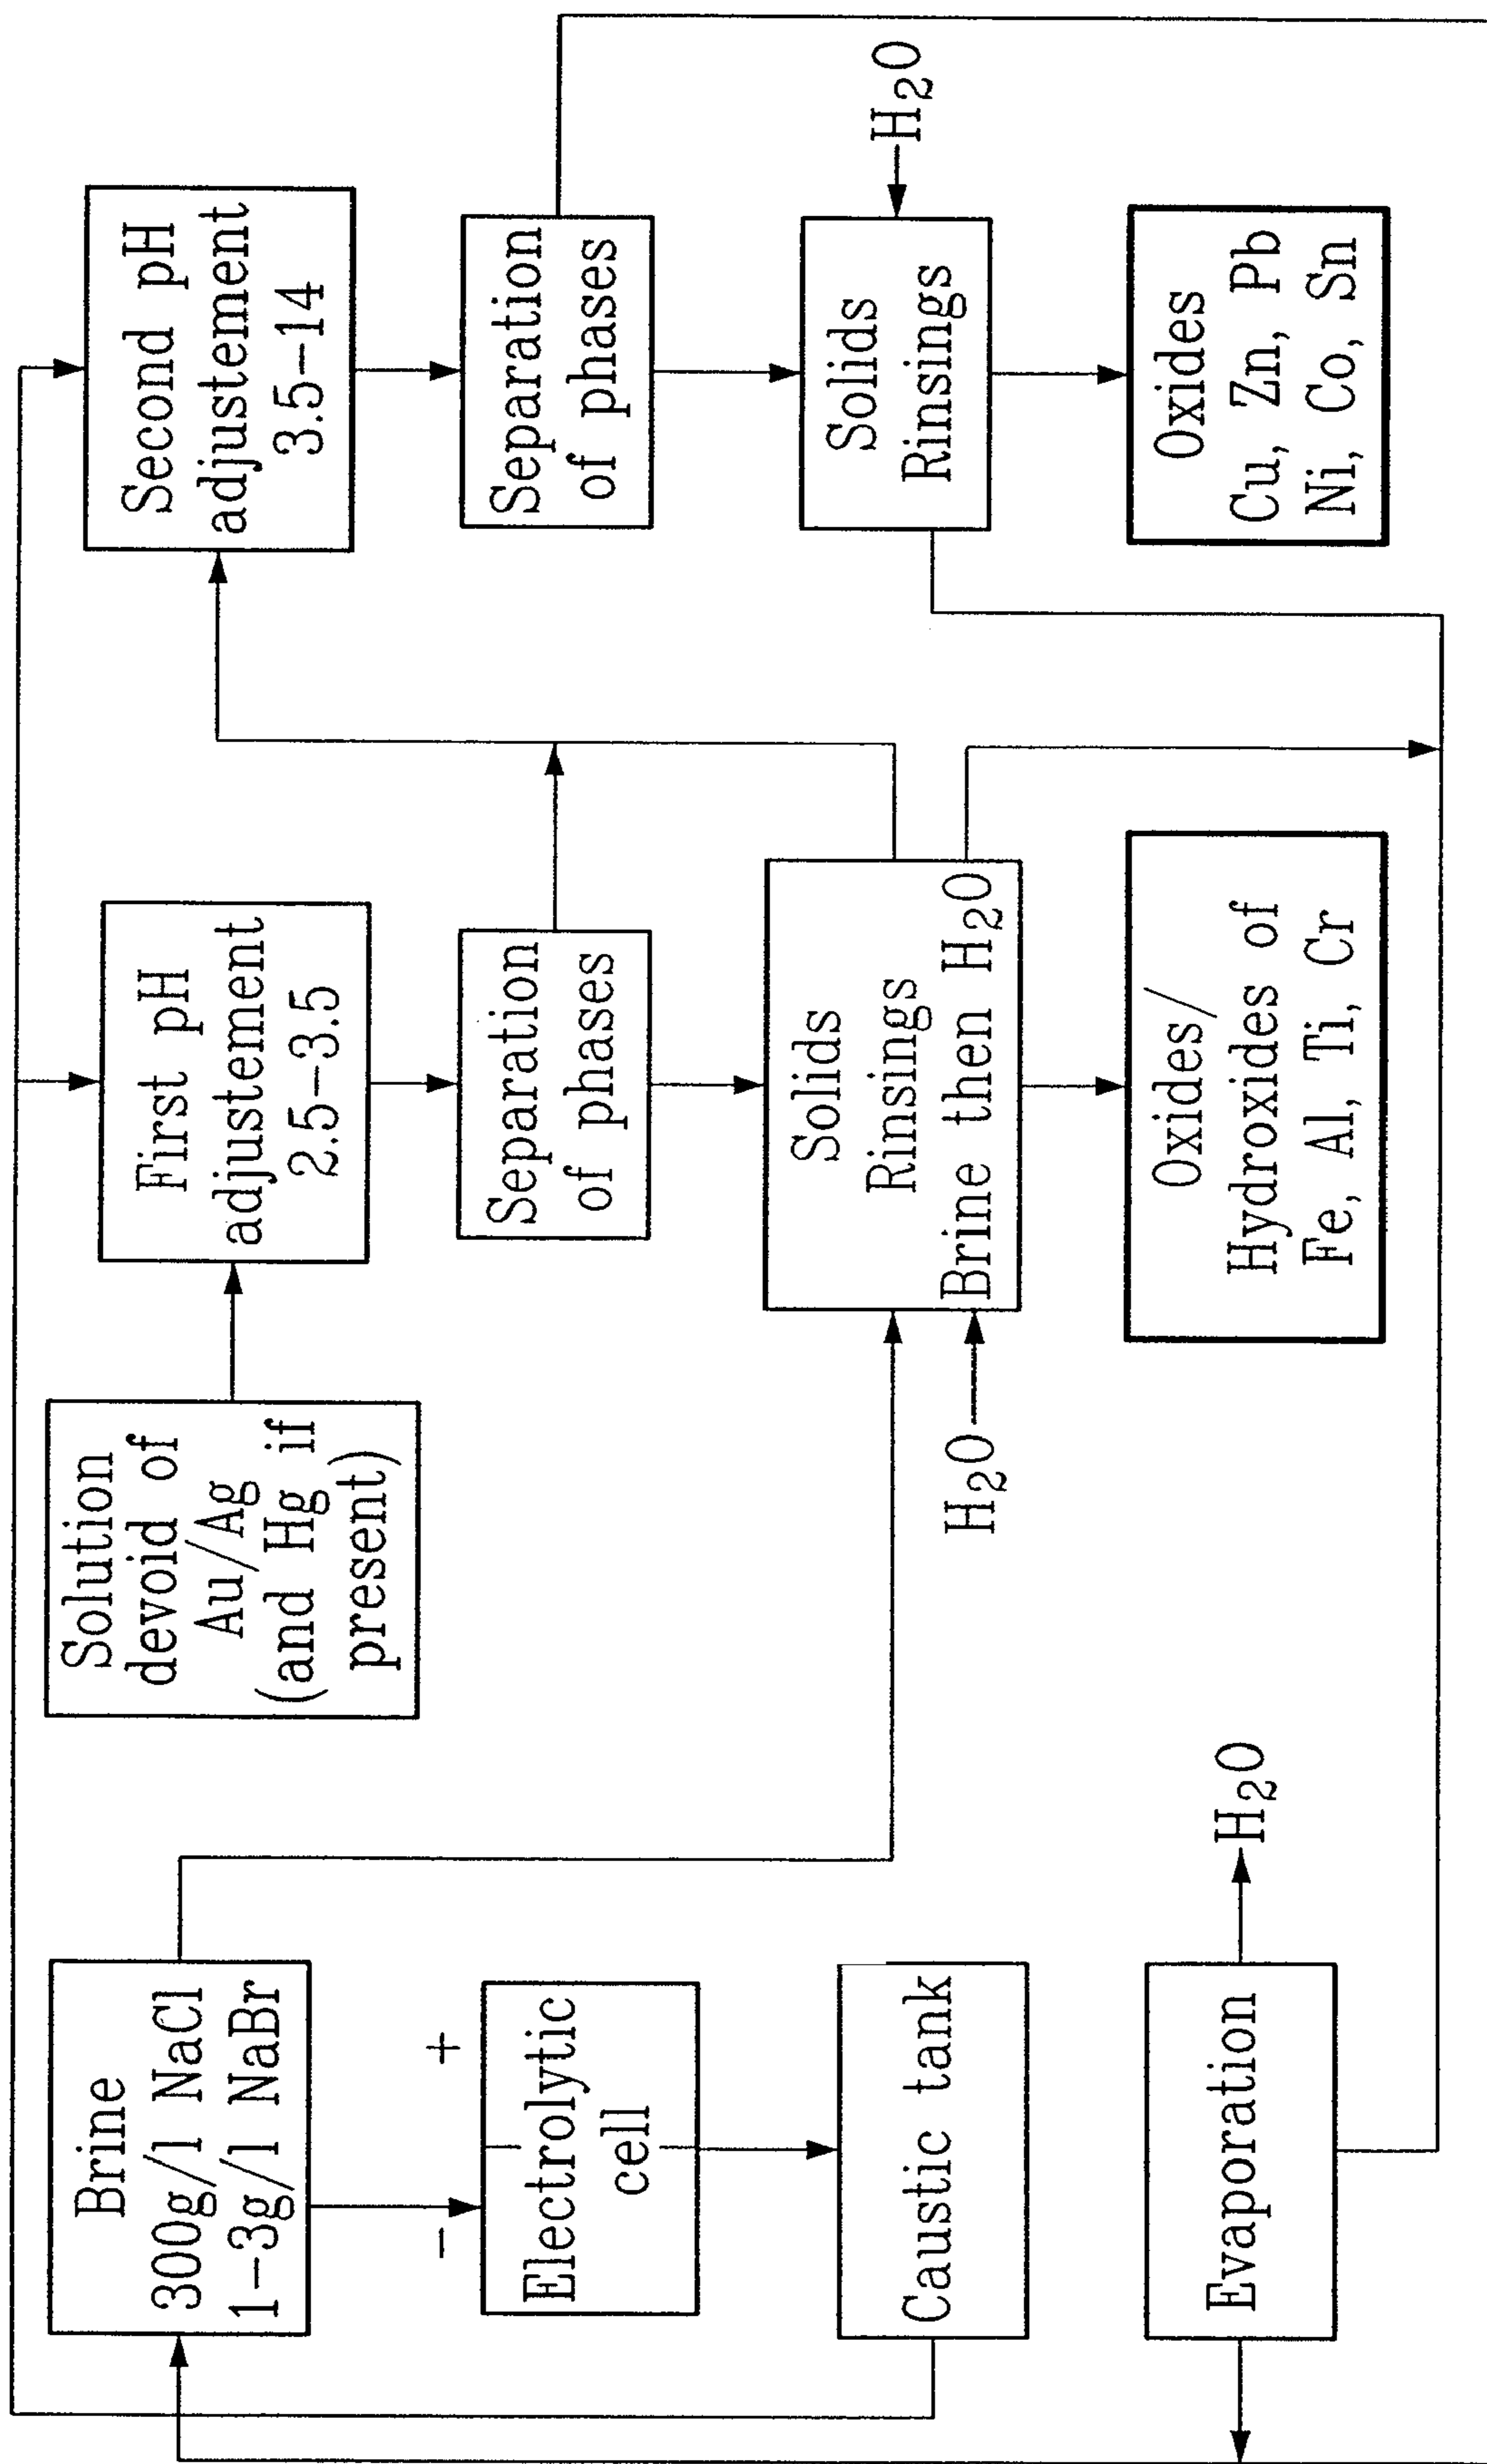 Brine
300g/l NaCl
1-3g/l NaBr
-
+
Electrolytic
cell
Caustic tank
Evaporation
H₂O
Solution
devoid of
Au/Ag
(and Hg if
present)
First pH
adjustement
2.5-3.5
Separation
of phases
Solids
Rinsings
Brine then H₂O
H₂O
Oxides/
Hydroxides of
Fe, Al, Ti, Cr
Second pH
adjustement
3.5-14
Separation
of phases
Solids
Rinsings
H₂O
Oxides
Cu, Zn, Pb
Ni, Co, Sn